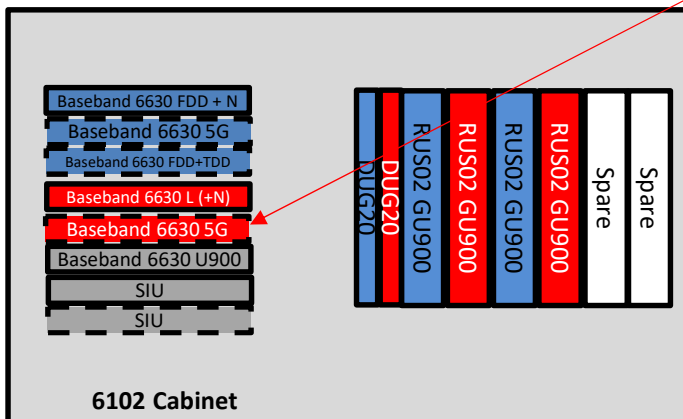 Baseband 6630 FDD + N
Baseband 6630 5G
Baseband 6630 FDD+TDD
Baseband 6630 L (+N)
Baseband 6630 5G
Baseband 6630 U900
SIU
SIU
DUG20
DUG20
RUS02 GU900
RUS02 GU900
RUS02 GU900
RUS02 GU900
Spare
Spare
6102 Cabinet